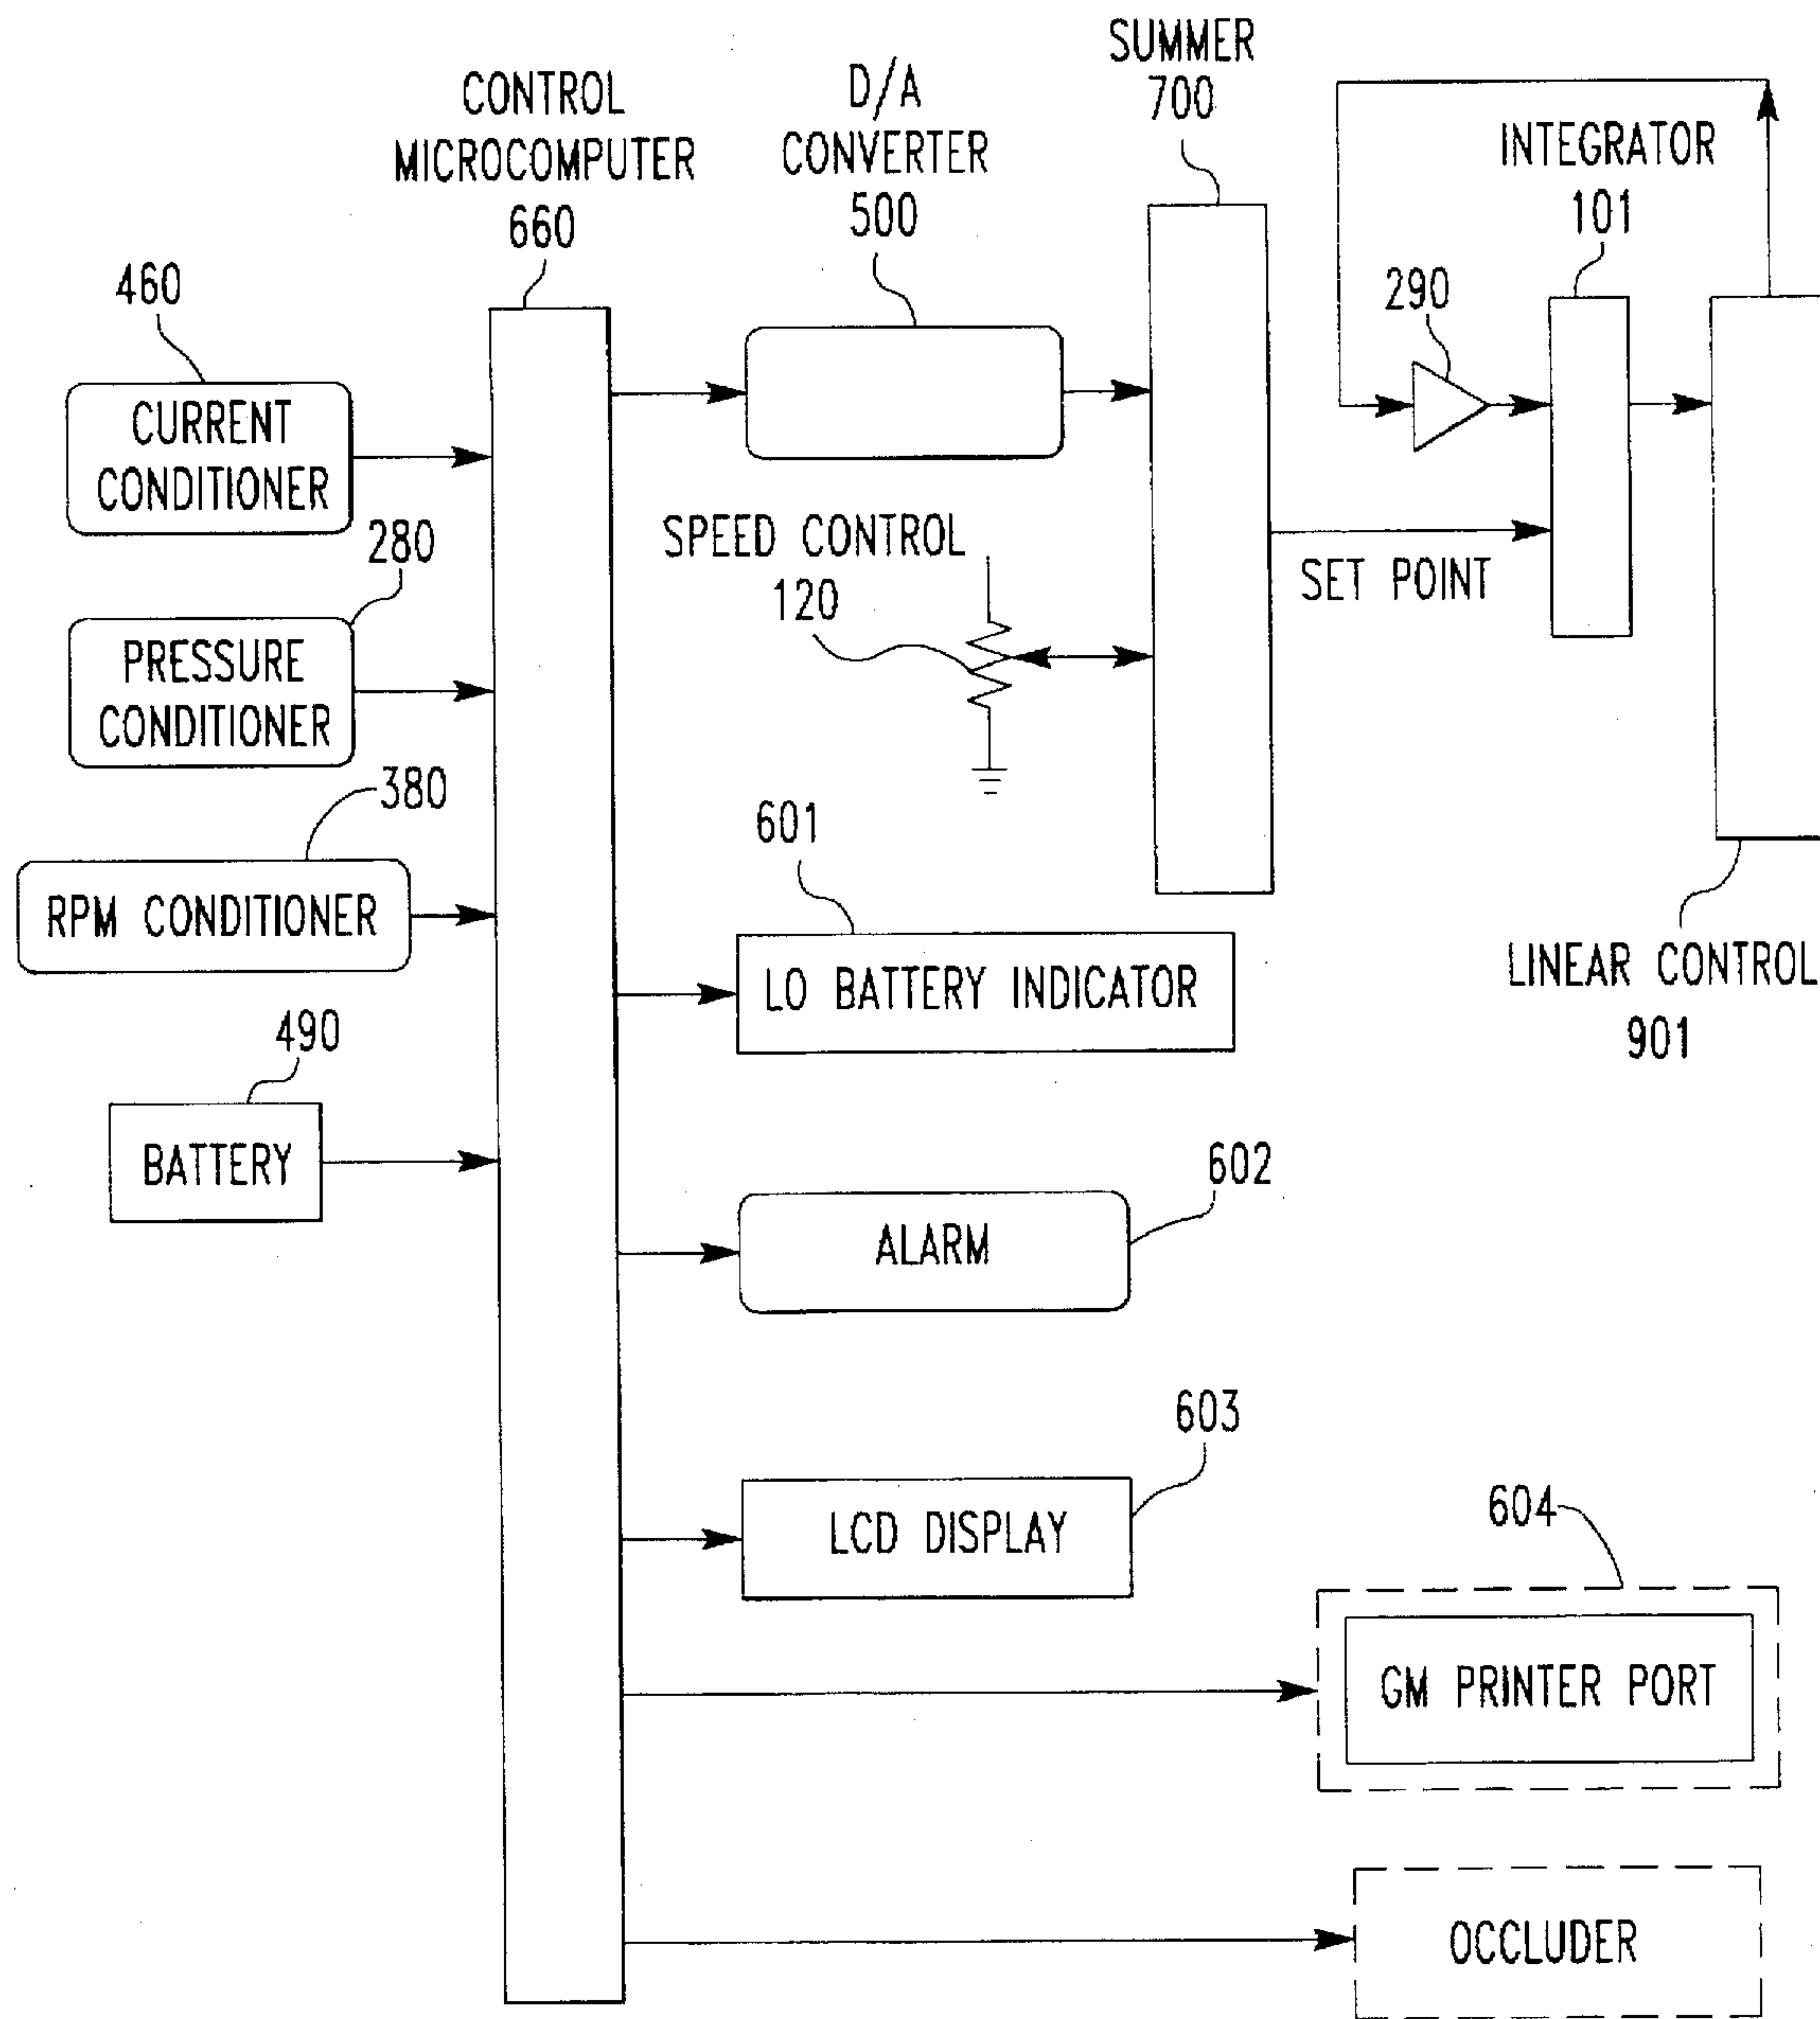 SUMMER
700
CONTROL
MICROCOMPUTER
660
D/A
CONVERTER
500
INTEGRATOR
101
290
460
CURRENT
CONDITIONER
280
PRESSURE
CONDITIONER
380
RPM CONDITIONER
490
BATTERY
SPEED CONTROL
120
SET POINT
601
LO BATTERY INDICATOR
LINEAR CONTROL
901
602
ALARM
603
LCD DISPLAY
604
GM PRINTER PORT
OCCLUDER